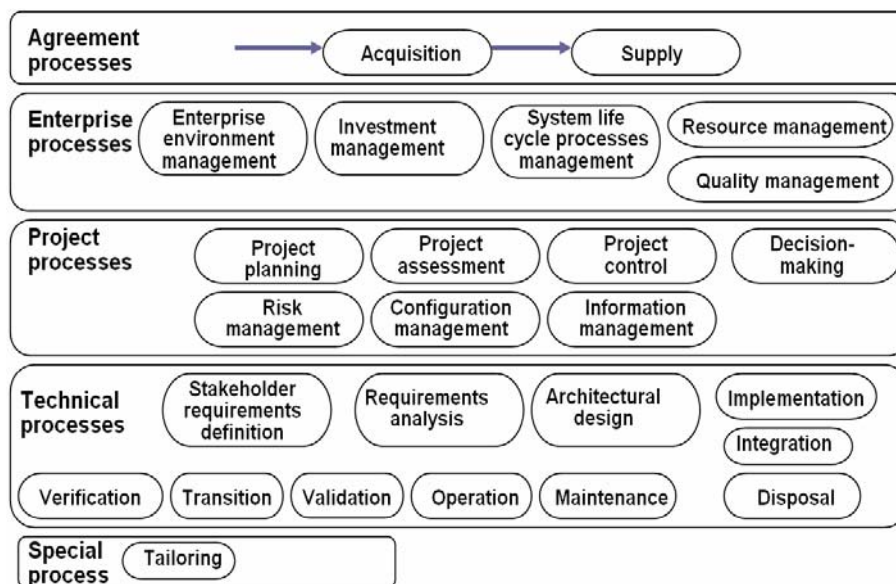 Agreement
processes
Acquisition
Supply
Enterprise
processes
Enterprise
environment
management
Investment
management
System life
cycle processes
management
Resource management
Quality management
Project
processes
Project
planning
Project
assessment
Project
control
Decision-
making
Risk
management
Configuration
management
Information
management
Technical
processes
Stakeholder
requirements
definition
Requirements
analysis
Architectural
design
Implementation
Integration
Verification
Transition
Validation
Operation
Maintenance
Disposal
Special
process
Tailoring